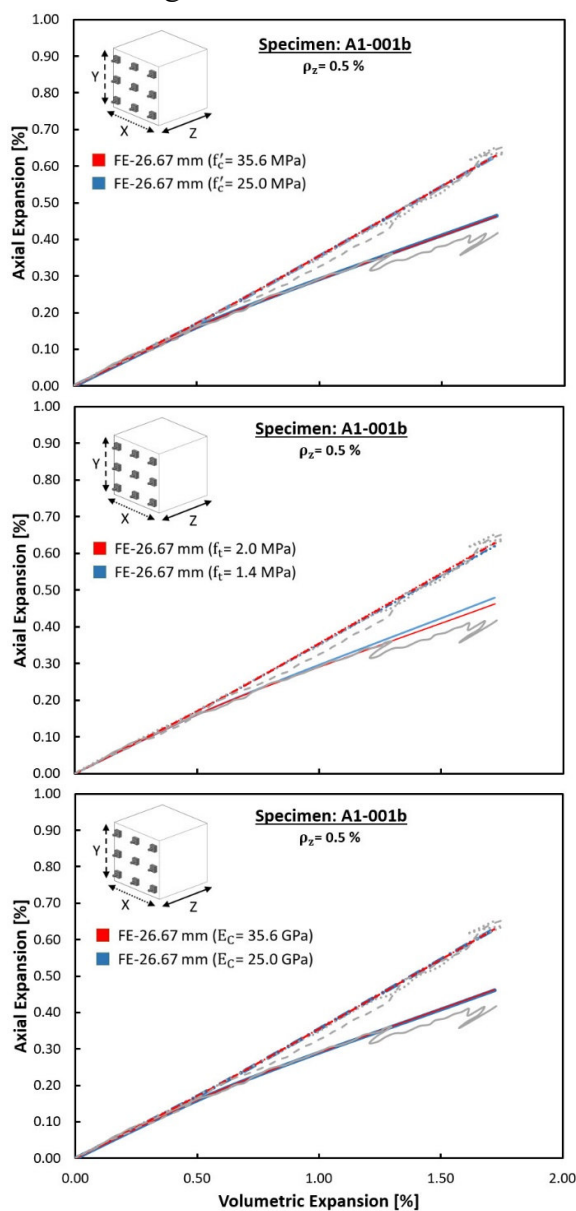 1.00
0.90
0.80
0.70
0.60
0.50
0.40
0.30
0.20
0.10
0.00
Axial Expansion [%]
Specimen: A1-001b
ρz= 0.5 %
Y
X
Z
FE-26.67 mm (f′c= 35.6 MPa)
FE-26.67 mm (f′c= 25.0 MPa)
1.00
0.90
0.80
0.70
0.60
0.50
0.40
0.30
0.20
0.10
0.00
Axial Expansion [%]
Specimen: A1-001b
ρz= 0.5 %
Y
X
Z
FE-26.67 mm (ft= 2.0 MPa)
FE-26.67 mm (ft= 1.4 MPa)
1.00
0.90
0.80
0.70
0.60
0.50
0.40
0.30
0.20
0.10
0.00
Axial Expansion [%]
Specimen: A1-001b
ρz= 0.5 %
Y
X
Z
FE-26.67 mm (EC= 35.6 GPa)
FE-26.67 mm (EC= 25.0 GPa)
0.00 0.50 1.00 1.50 2.00
Volumetric Expansion [%]